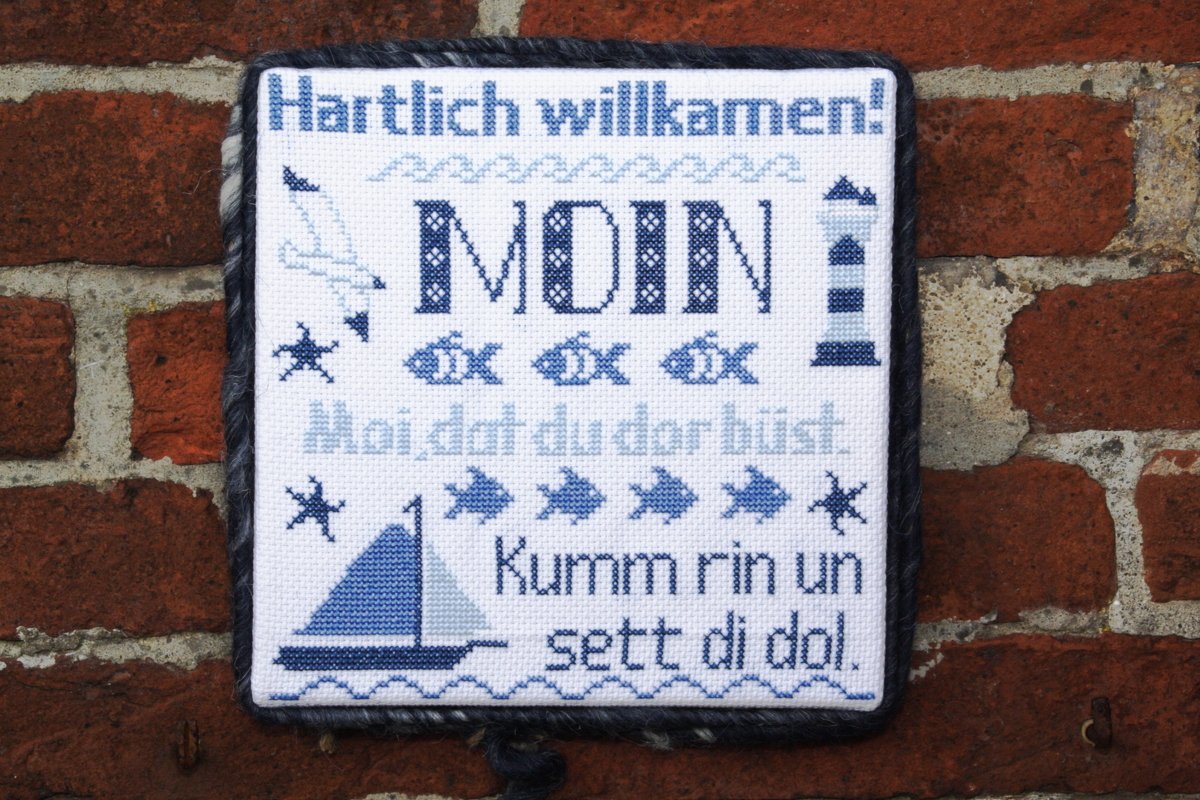 Hartlich willkamen!
MOIN
Moi, dat du dor büst.
Kumm rin un
sett di dol.